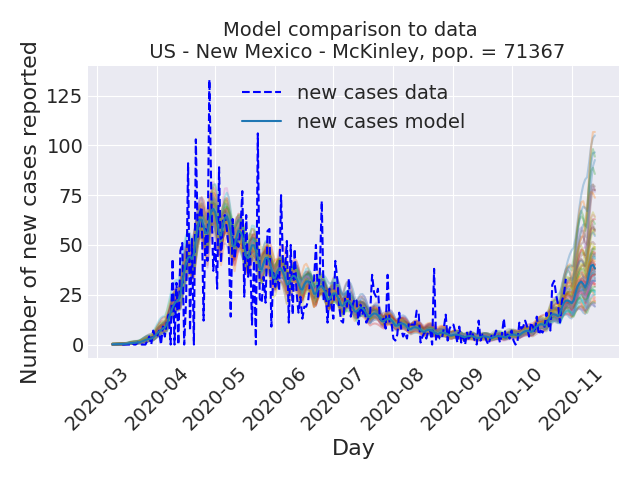 Model comparison to data
US - New Mexico - McKinley, pop. = 71367
new cases data
new cases model
Number of new cases reported
125
100
75
50
25
0
2020-03
2020-04
2020-05
2020-06
2020-07
2020-08
2020-09
2020-10
2020-11
Day